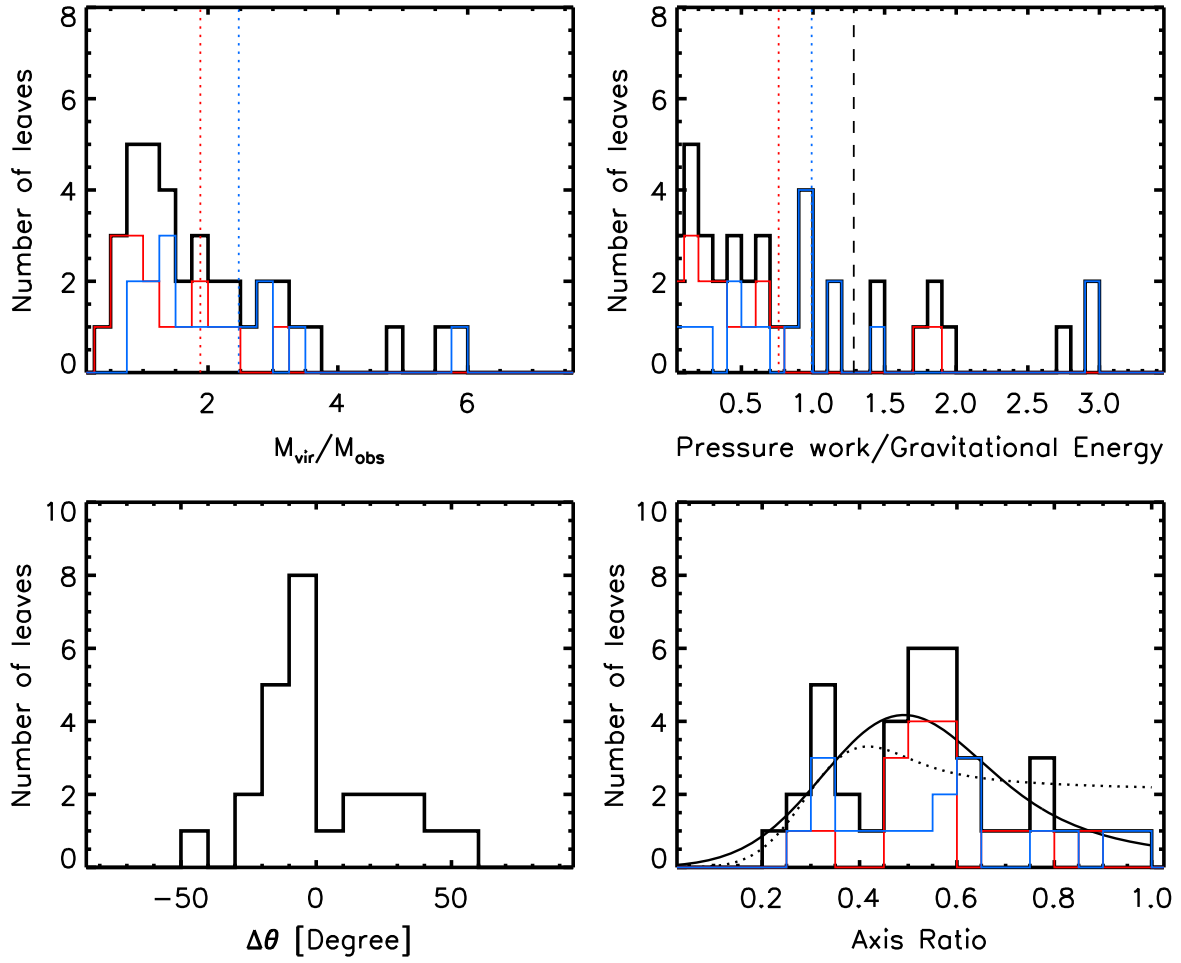 8
6
4
2
0
Number of leaves
2 4 6
M_vir/M_obs
8
6
4
2
0
Number of leaves
0.5 1.0 1.5 2.0 2.5 3.0
Pressure work/Gravitational Energy
10
8
6
4
2
0
Number of leaves
−50 0 50
Δθ [Degree]
10
8
6
4
2
0
Number of leaves
0.2 0.4 0.6 0.8 1.0
Axis Ratio